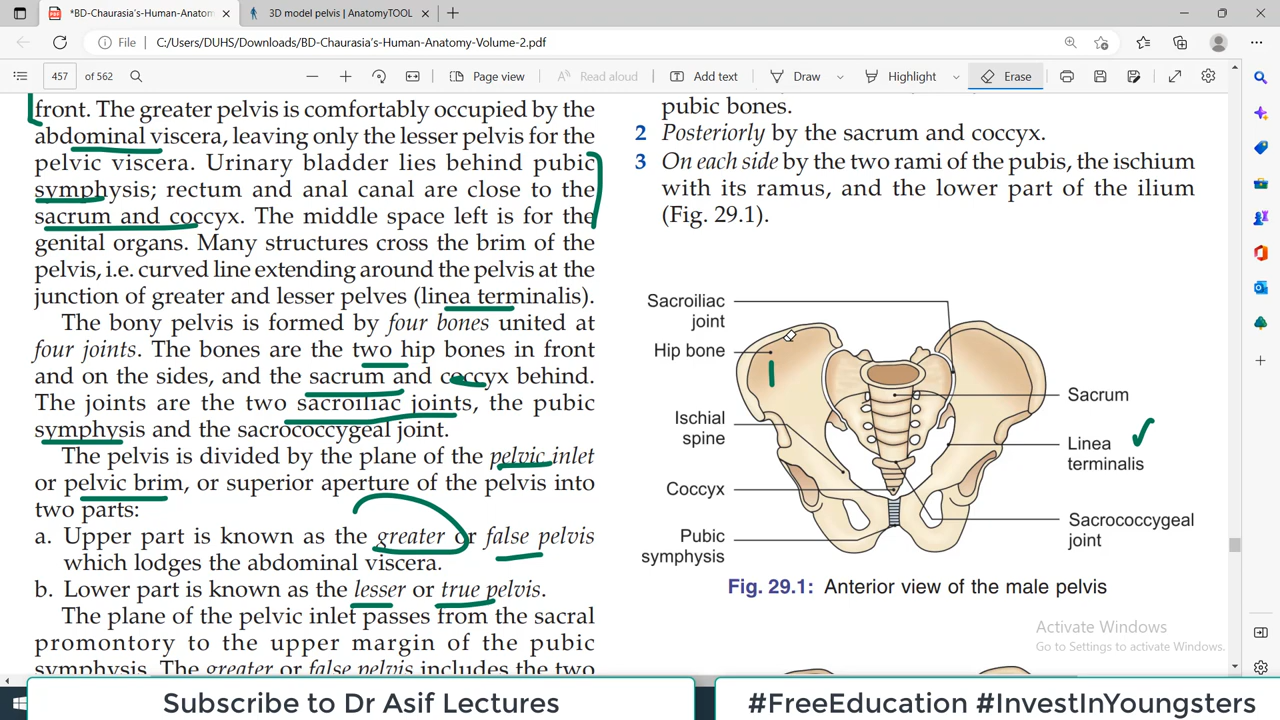 *BD-Chaurasia's-Human-Anatomy-
3D model pelvis | AnatomyTOOL
File
C:/Users/DUHS/Downloads/BD-Chaurasia's-Human-Anatomy-Volume-2.pdf
457 of 562
Page view
Read aloud
Add text
Draw
Highlight
Erase
front. The greater pelvis is comfortably occupied by the
abdominal viscera, leaving only the lesser pelvis for the
pelvic viscera. Urinary bladder lies behind pubic
symphysis; rectum and anal canal are close to the
sacrum and coccyx. The middle space left is for the
genital organs. Many structures cross the brim of the
pelvis, i.e. curved line extending around the pelvis at the
junction of greater and lesser pelves (linea terminalis).
The bony pelvis is formed by four bones united at
four joints. The bones are the two hip bones in front
and on the sides, and the sacrum and coccyx behind.
The joints are the two sacroiliac joints, the pubic
symphysis and the sacrococcygeal joint.
The pelvis is divided by the plane of the pelvic inlet
or pelvic brim, or superior aperture of the pelvis into
two parts:
a. Upper part is known as the greater or false pelvis
which lodges the abdominal viscera.
b. Lower part is known as the lesser or true pelvis.
The plane of the pelvic inlet passes from the sacral
promontory to the upper margin of the pubic
symphysis. The greater or false pelvis includes the two
pubic bones.
2 Posteriorly by the sacrum and coccyx.
3 On each side by the two rami of the pubis, the ischium
with its ramus, and the lower part of the ilium
(Fig. 29.1).
Sacroiliac
joint
Hip bone
Ischial
spine
Coccyx
Pubic
symphysis
Sacrum
Linea
terminalis
Sacrococcygeal
joint
Fig. 29.1: Anterior view of the male pelvis
Activate Windows
Go to Settings to activate Windows.
Subscribe to Dr Asif Lectures
#FreeEducation #InvestInYoungsters